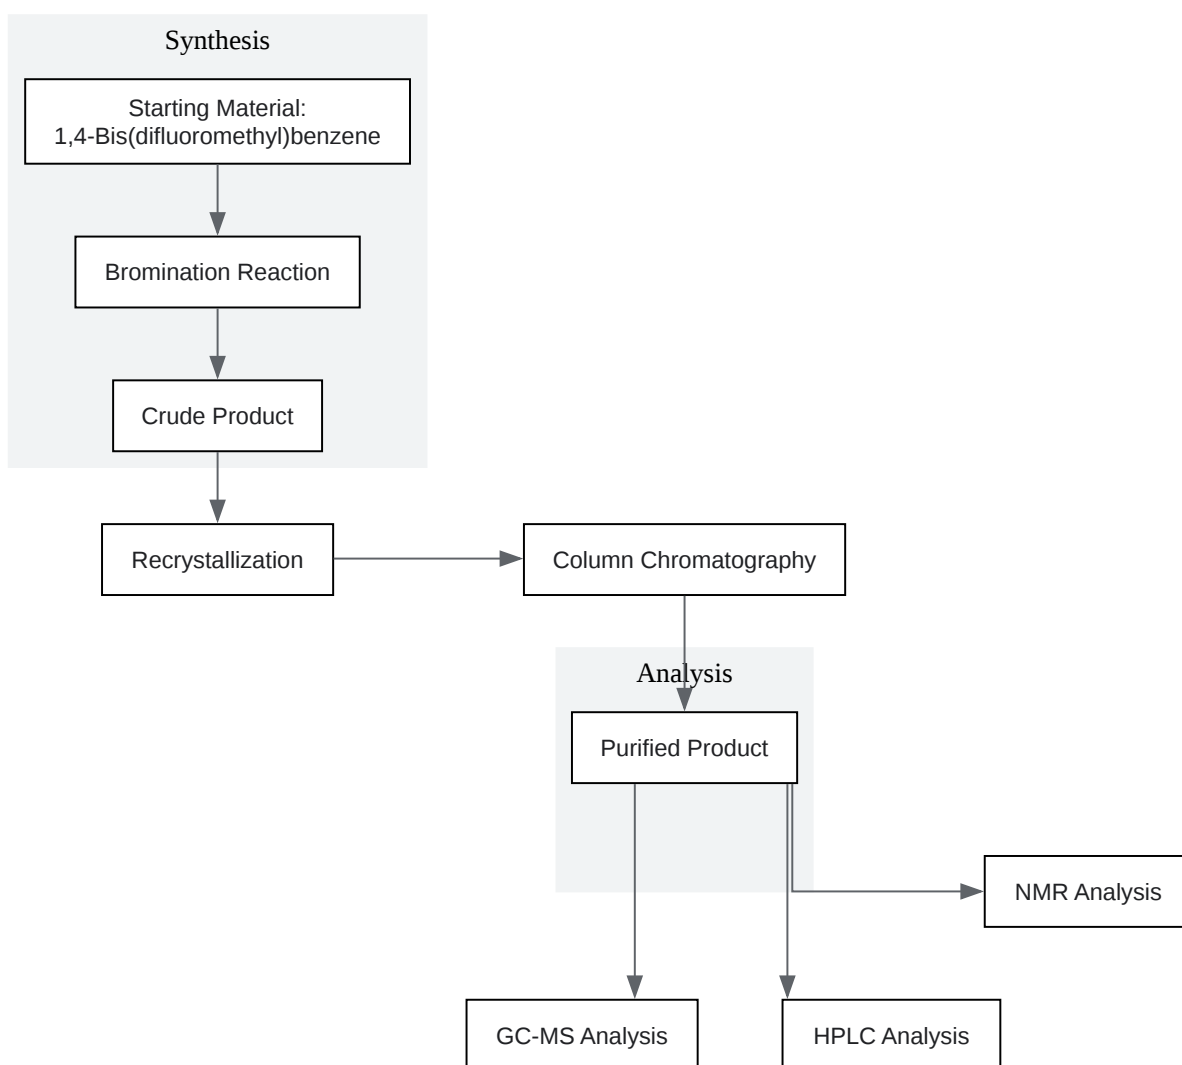 Synthesis
Starting Material:
1,4-Bis(difluoromethyl)benzene
Bromination Reaction
Crude Product
Recrystallization
Column Chromatography
Analysis
Purified Product
NMR Analysis
GC-MS Analysis
HPLC Analysis